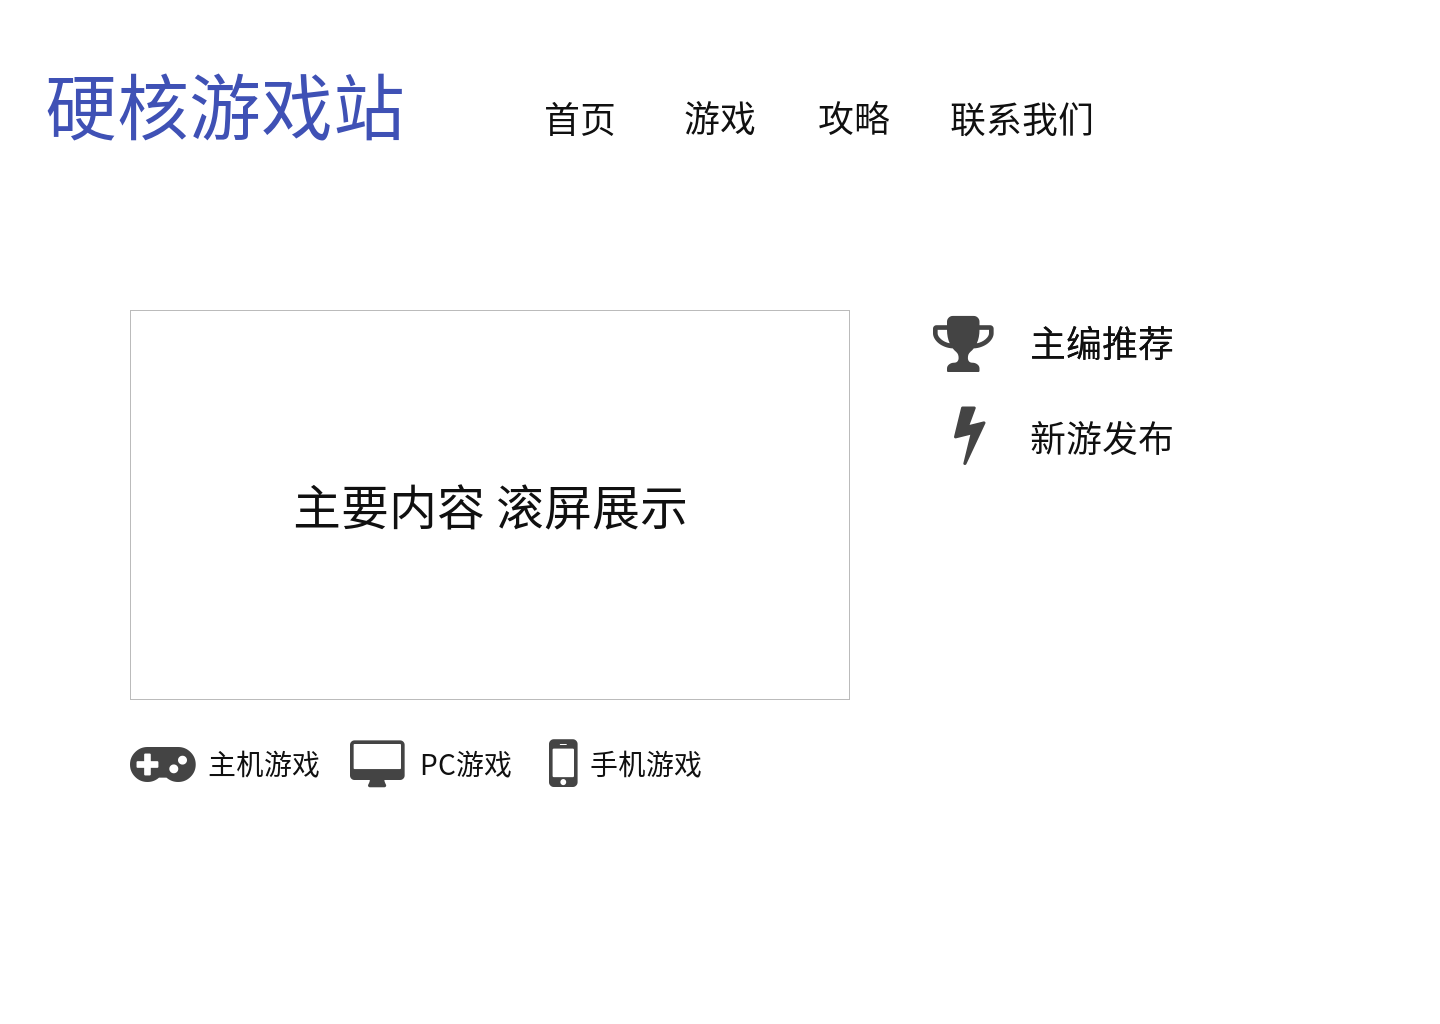 硬核游戏站
首页 游戏 攻略 联系我们
主编推荐
新游发布
主要内容 滚屏展示
主机游戏 PC游戏 手机游戏